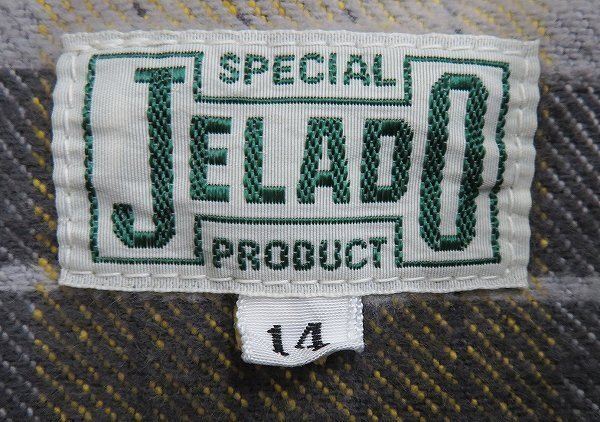 SPECIAL
JELADO
PRODUCT
14